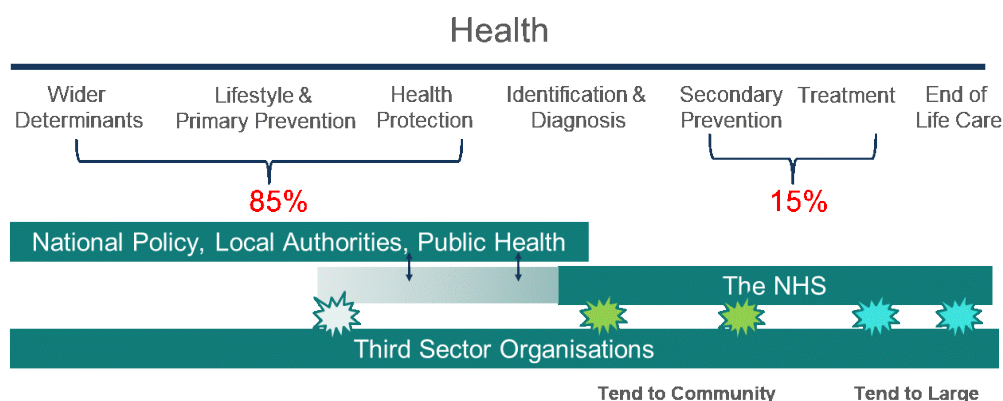 Health
Wider
Determinants
Lifestyle &
Primary Prevention
Health
Protection
Identification &
Diagnosis
Secondary
Prevention
Treatment
End of
Life Care
85%
15%
National Policy, Local Authorities, Public Health
The NHS
Third Sector Organisations
Tend to Community
Tend to Large